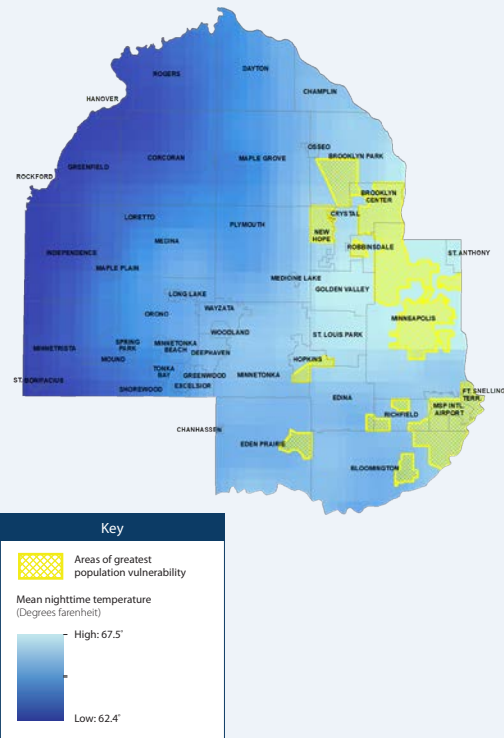 ROGERS
DAYTON
HANOVER
CHAMPLIN
OSSEO
BROOKLYN PARK
CORCORAN
MAPLE GROVE
GREENFIELD
ROCKFORD
BROOKLYN
CENTER
CRYSTAL
LORETTO
PLYMOUTH
NEW
HOPE
MEDINA
ROBBINSDALE
INDEPENDENCE
ST. ANTHONY
MAPLE PLAIN
MEDICINE LAKE
GOLDEN VALLEY
LONG LAKE
WAYZATA
ORONO
MINNEAPOLIS
WOODLAND
ST. LOUIS PARK
MINNETRISTA
SPRING
PARK
MINNETONKA
BEACH
DEEPHAVEN
MOUND
HOPKINS
TONKA
BAY
GREENWOOD
MINNETONKA
ST. BONIFACIUS
SHOREWOOD
EXCELSIOR
FT. SNELLING
TERR.
EDINA
MSP INTL
AIRPORT
RICHFIELD
CHANHASSEN
EDEN PRAIRIE
BLOOMINGTON
Key
Areas of greatest
population vulnerability
Mean nighttime temperature
(Degrees farenheit)
High: 67.5°
Low: 62.4°